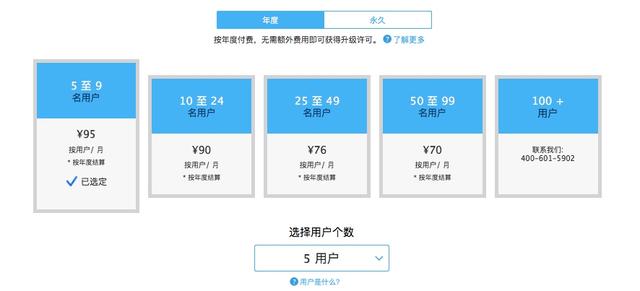 年度
永久
按年度付费，无需额外费用即可获得升级许可。 ? 了解更多
5 至 9
名用户
¥95
按用户/ 月
* 按年度结算
已选定
10 至 24
名用户
¥90
按用户/ 月
* 按年度结算
25 至 49
名用户
¥76
按用户/ 月
* 按年度结算
50 至 99
名用户
¥70
按用户/ 月
* 按年度结算
100 +
用户
联系我们:
400-601-5902
选择用户个数
5 用户
? 用户是什么?